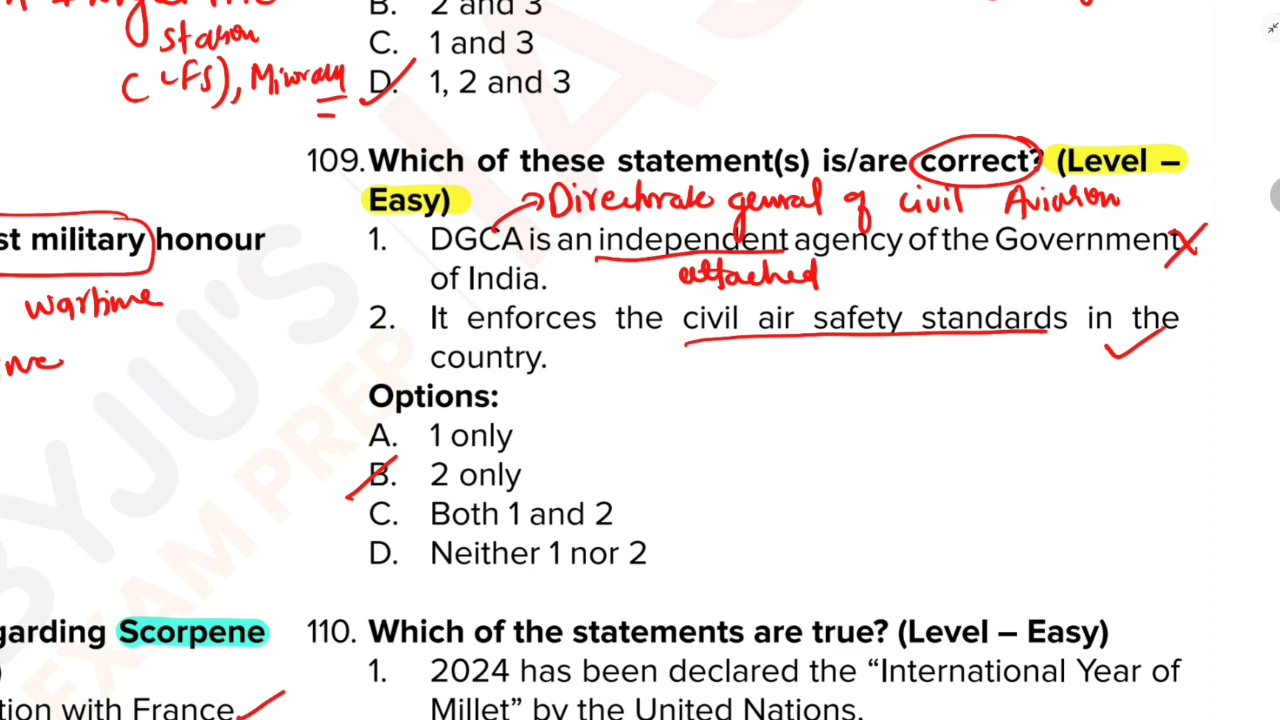 station
(LFS), Mizoram
B. 2 and 3
C. 1 and 3
D. 1, 2 and 3
st military honour
wartime
garding Scorpene
tion with France
109. Which of these statement(s) is/are correct? (Level –
Easy)
Directorate general of civil Aviation
1. DGCA is an independent agency of the Government
attached
of India.
2. It enforces the civil air safety standards in the
country.
Options:
A. 1 only
B. 2 only
C. Both 1 and 2
D. Neither 1 nor 2
110. Which of the statements are true? (Level – Easy)
1. 2024 has been declared the “International Year of
Millet” by the United Nations.
BYJU'S
EXAM PREP
IAS